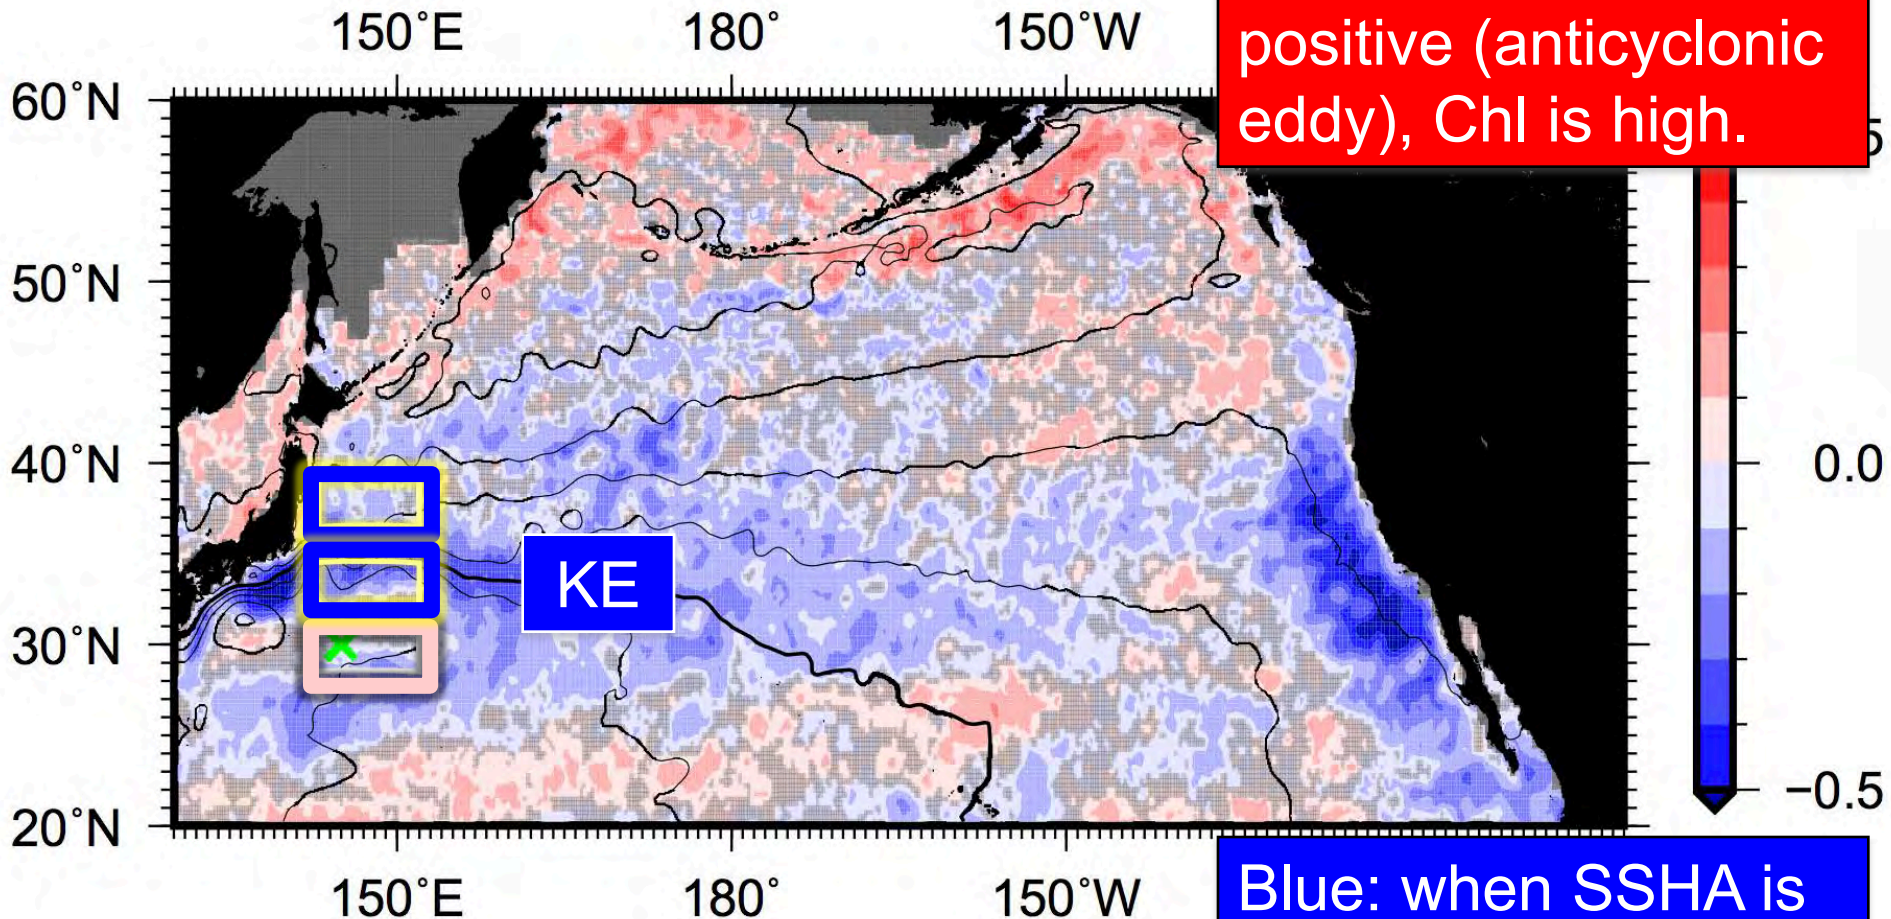 150˚E 180˚ 150˚W
positive (anticyclonic
eddy), Chl is high.
60˚N
50˚N
40˚N
30˚N
20˚N
KE
5
0.0
−0.5
150˚E 180˚ 150˚W
Blue: when SSHA is